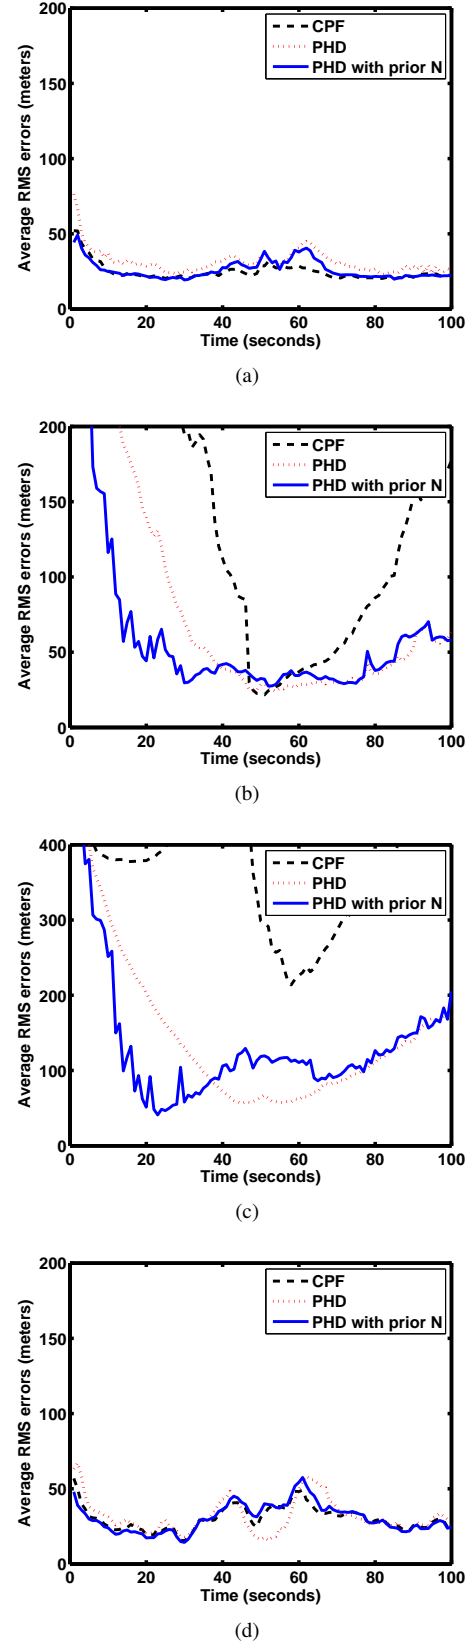 200
150
100
50
0
Average RMS errors (meters)
CPF
PHD
PHD with prior N
0 20 40 60 80 100
Time (seconds)
(a)
200
150
100
50
0
Average RMS errors (meters)
CPF
PHD
PHD with prior N
0 20 40 60 80 100
Time (seconds)
(b)
400
300
200
100
0
Average RMS errors (meters)
CPF
PHD
PHD with prior N
0 20 40 60 80 100
Time (seconds)
(c)
200
150
100
50
0
Average RMS errors (meters)
CPF
PHD
PHD with prior N
0 20 40 60 80 100
Time (seconds)
(d)